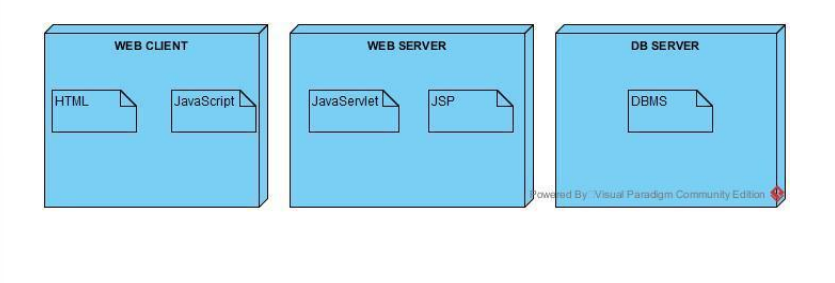 WEB CLIENT
HTML
JavaScript
WEB SERVER
JavaServlet
JSP
DB SERVER
DBMS
Powered By Visual Paradigm Community Edition